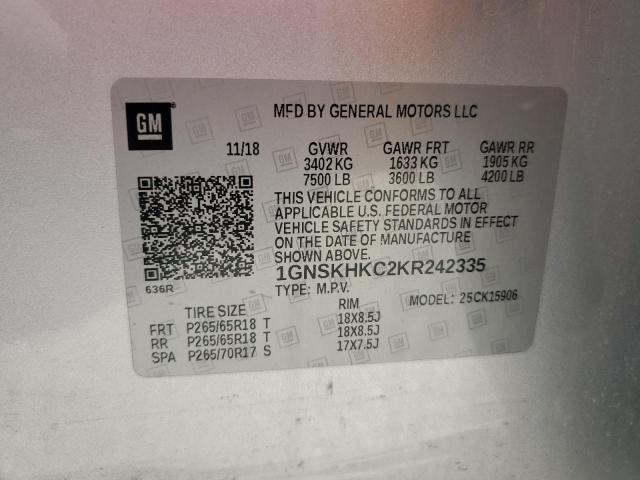 GM
MFD BY GENERAL MOTORS LLC
11/18 GVWR GAWR FRT GAWR RR
3402 KG 1633 KG 1905 KG
7500 LB 3600 LB 4200 LB
THIS VEHICLE CONFORMS TO ALL
APPLICABLE U.S. FEDERAL MOTOR
VEHICLE SAFETY STANDARDS IN EFFECT
ON THE DATE OF MANUFACTURE
SHOWN ABOVE.
636R
1GNSKHKC2KR242335
TYPE: M.P.V. MODEL: 25CK15906
TIRE SIZE RIM
FRT P265/65R18 T 18X8.5J
RR P265/65R18 T 18X8.5J
SPA P265/70R17 S 17X7.5J